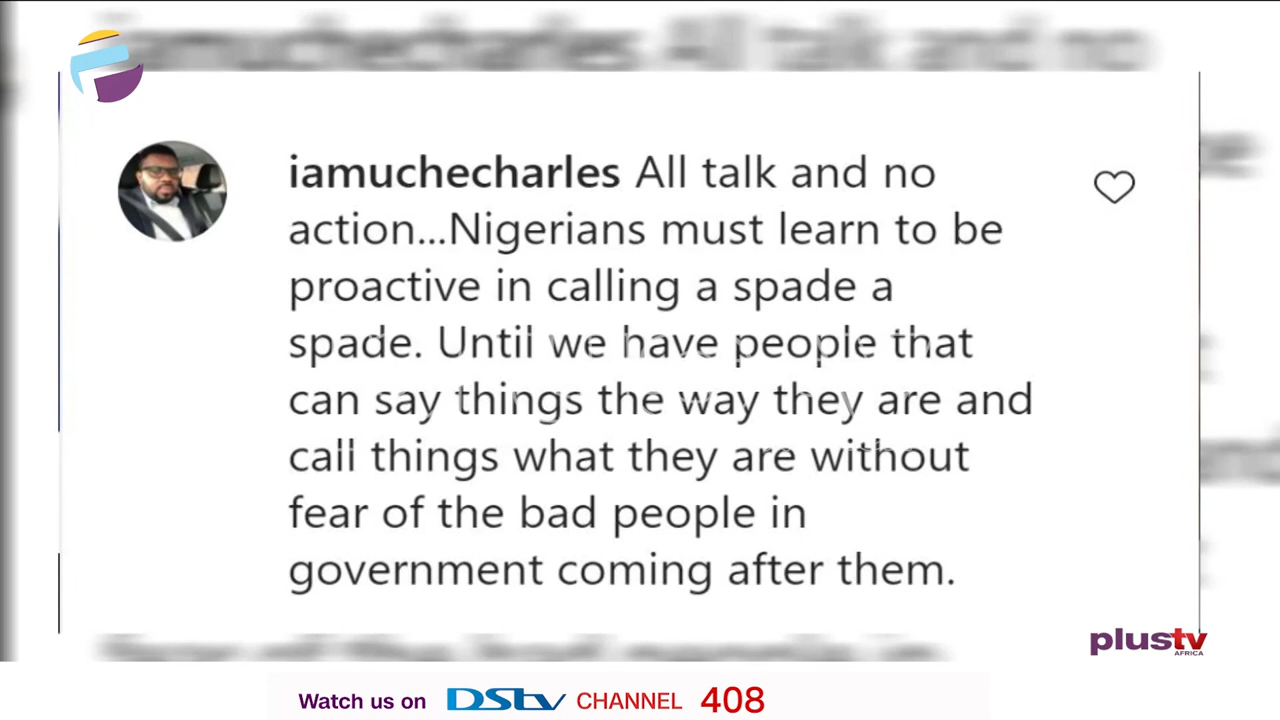 iamuchecharles All talk and no
action...Nigerians must learn to be
proactive in calling a spade a
spade. Until we have people that
can say things the way they are and
call things what they are without
fear of the bad people in
government coming after them.
plustv
AFRICA
Watch us on DStv CHANNEL 408